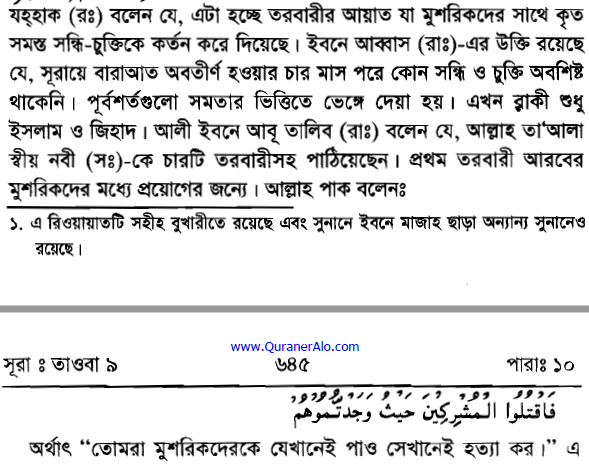 যহ্হাক (রঃ) বলেন যে, এটা হচ্ছে তরবারীর আয়াত যা মুশরিকদের সাথে কৃত
সমস্ত সন্ধি-চুক্তিকে কর্তন করে দিয়েছে। ইবনে আব্বাস (রাঃ)-এর উক্তি রয়েছে
যে, সূরায়ে বারাআত অবতীর্ণ হওয়ার চার মাস পরে কোন সন্ধি ও চুক্তি অবশিষ্ট
থাকেনি। পূর্বশর্তগুলো সমতার ভিত্তিতে ভেঙ্গে দেয়া হয়। এখন বাকী শুধু
ইসলাম ও জিহাদ। আলী ইবনে আবূ তালিব (রাঃ) বলেন যে, আল্লাহ তা'আলা
স্বীয় নবী (সঃ)-কে চারটি তরবারীসহ পাঠিয়েছেন। প্রথম তরবারী আরবের
মুশরিকদের মধ্যে প্রয়োগের জন্যে। আল্লাহ পাক বলেনঃ
১. এ রিওয়ায়াতটি সহীহ বুখারীতে রয়েছে এবং সুনানে ইবনে মাজাহ ছাড়া অন্যান্য সুনানেও
রয়েছে।
www.QuranerAlo.com
সূরা ঃ তাওবা ৯ ৬৪৫ পারাঃ ১০
فَاقْتُلُوا الْمُشْرِكِينَ حَيْثُ وَجَدْتُمُوهُمْ
অর্থাৎ “তোমরা মুশরিকদেরকে যেখানেই পাও সেখানেই হত্যা কর।” এ